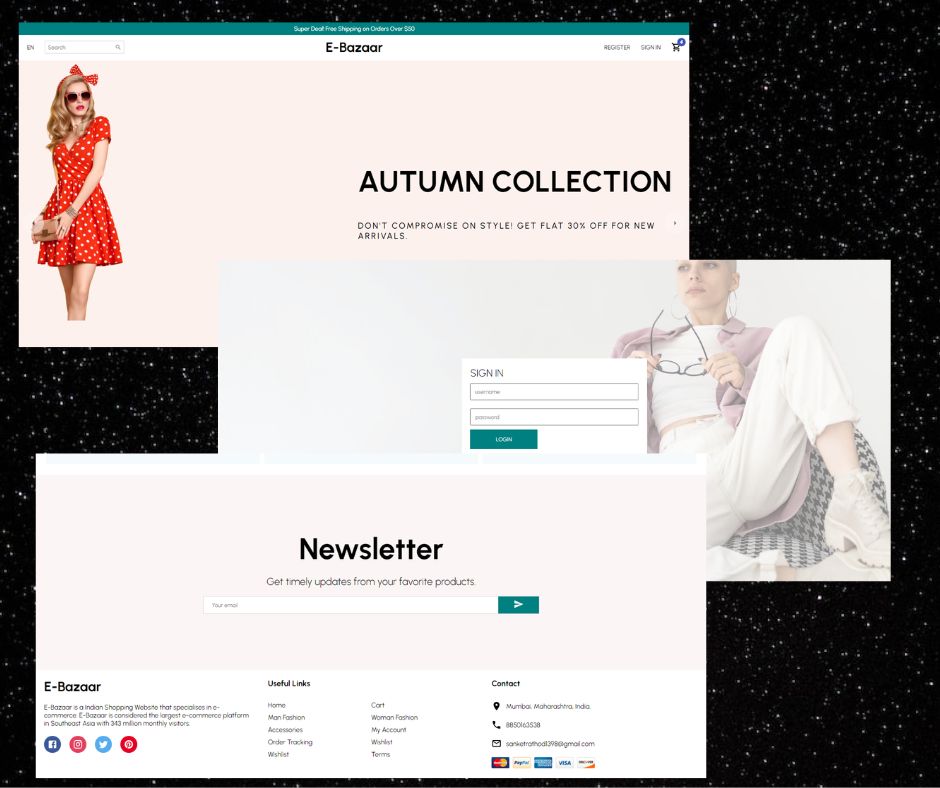 Super Deal! Free Shipping on Orders Over $50
EN
Search
E-Bazaar
REGISTER
SIGN IN
4
AUTUMN COLLECTION
DON'T COMPROMISE ON STYLE! GET FLAT 30% OFF FOR NEW
ARRIVALS.
SIGN IN
username
password
LOGIN
Newsletter
Get timely updates from your favorite products.
Your email
E-Bazaar
E-Bazaar is a Indian Shopping Website that specialises in e-
commerce. E-Bazaar is considered the largest e-commerce platform
in Southeast Asia with 343 million monthly visitors.
Useful Links
Home
Cart
Man Fashion
Woman Fashion
Accessories
My Account
Order Tracking
Wishlist
Wishlist
Terms
Contact
Mumbai, Maharashtra, India.
8850163538
sanketrathod1398@gmail.com
PayPal
VISA
DISCOVER